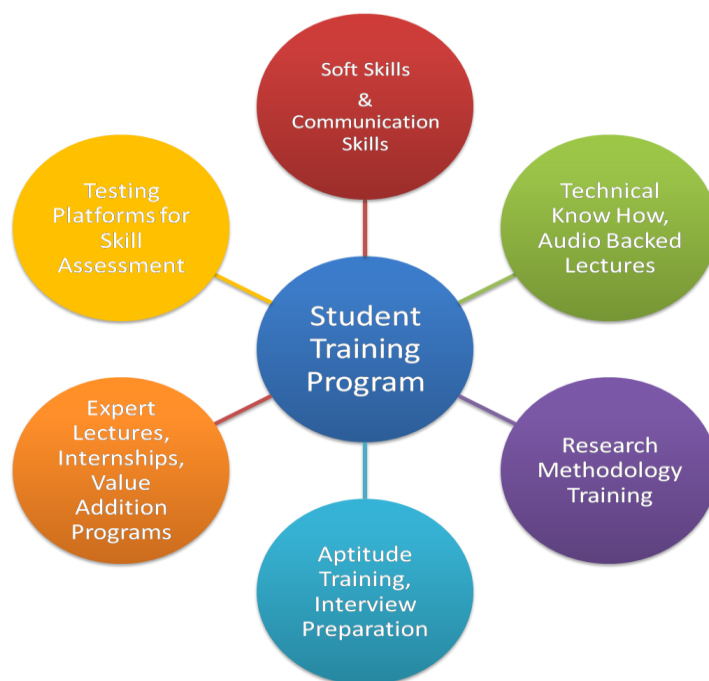 Soft Skills
&
Communication
Skills
Testing
Platforms for
Skill
Assessment
Technical
Know How,
Audio Backed
Lectures
Student
Training
Program
Expert
Lectures,
Internships,
Value
Addition
Programs
Research
Methodology
Training
Aptitude
Training,
Interview
Preparation